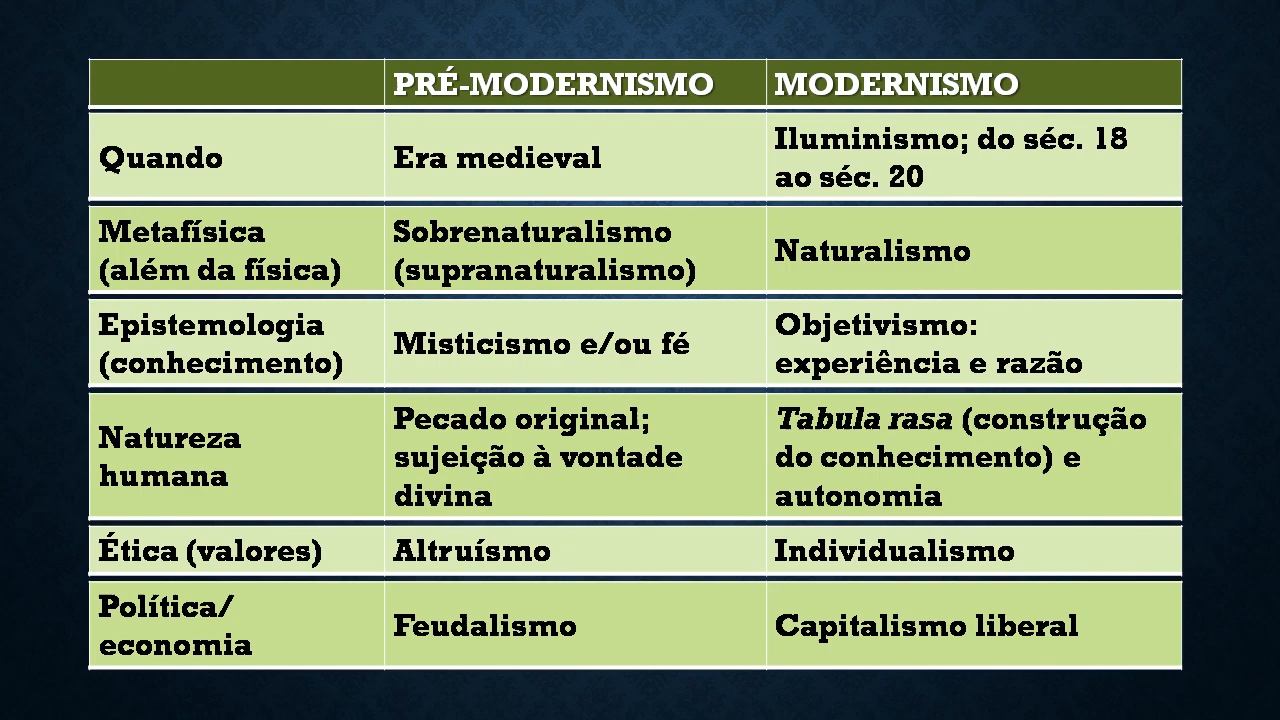 PRÉ-MODERNISMO
MODERNISMO
Quando
Era medieval
Iluminismo; do séc. 18
ao séc. 20
Metafísica
(além da física)
Sobrenaturalismo
(supranaturalismo)
Naturalismo
Epistemologia
(conhecimento)
Misticismo e/ou fé
Objetivismo:
experiência e razão
Natureza
humana
Pecado original;
sujeição à vontade
divina
Tabula rasa (construção
do conhecimento) e
autonomia
Ética (valores)
Altruísmo
Individualismo
Política/
economia
Feudalismo
Capitalismo liberal